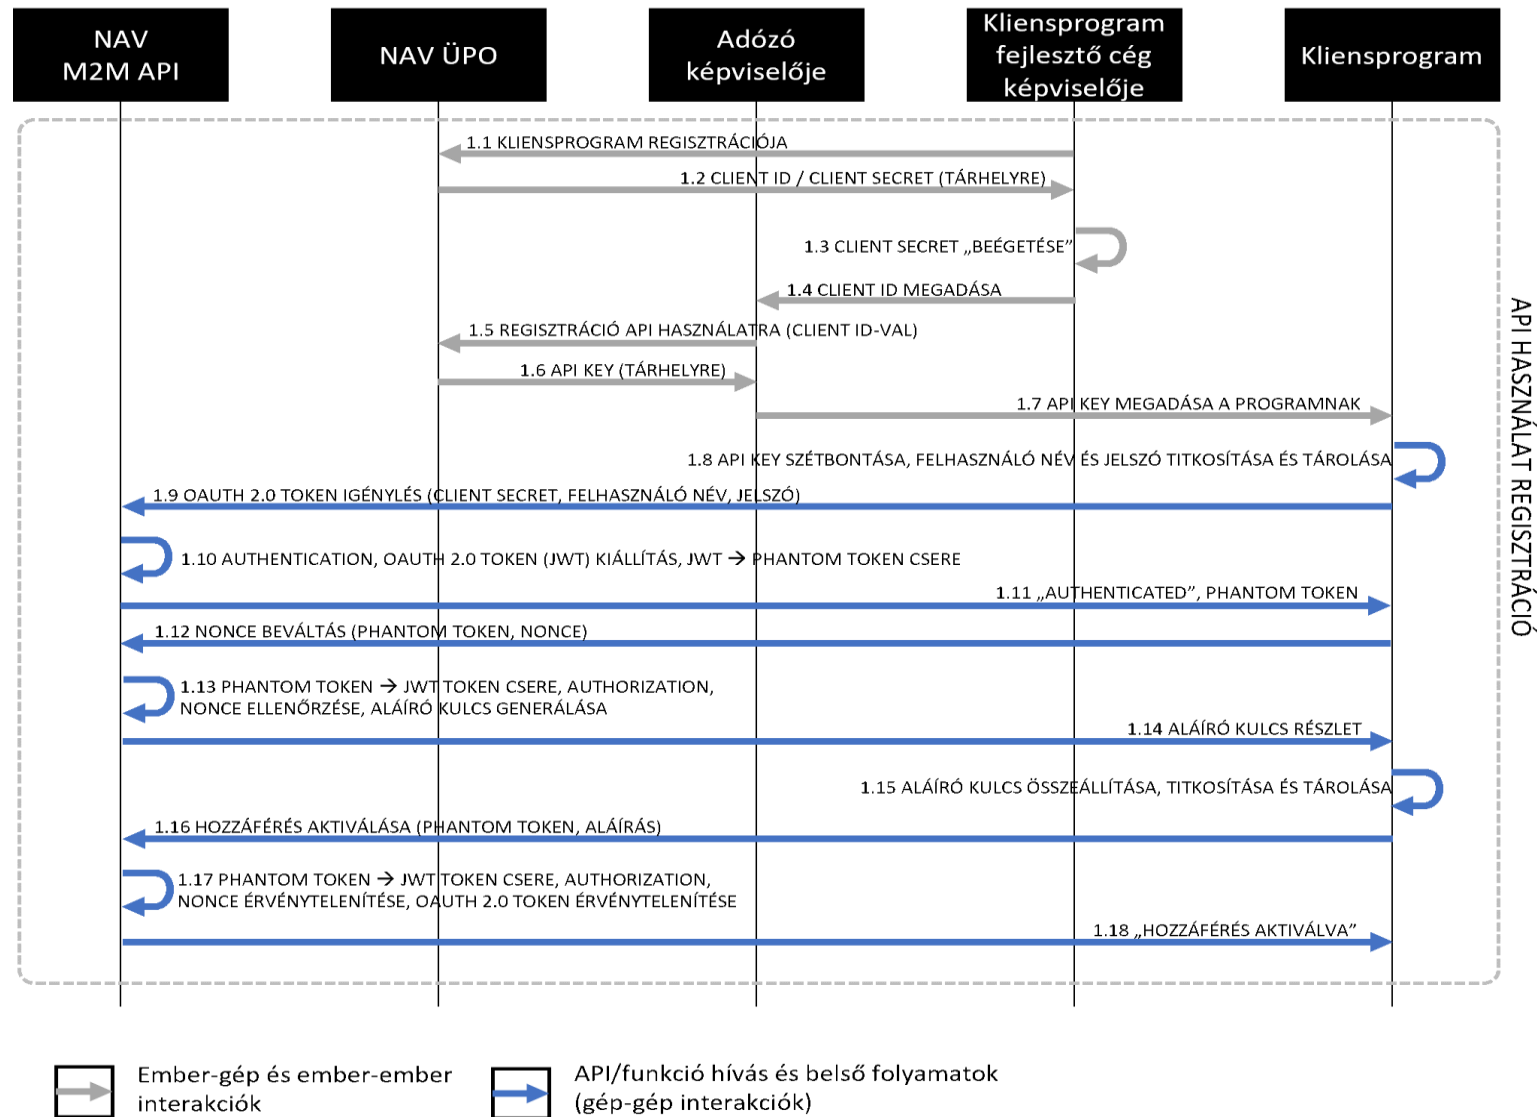 NAV
M2M API
NAV ÜPO
Adózó
képviselője
Kliensprogram
fejlesztő cég
képviselője
Kliensprogram
1.1 KLIENSPROGRAM REGISZTRÁCIÓJA
1.2 CLIENT ID / CLIENT SECRET (TÁRHELYRE)
1.3 CLIENT SECRET „BEÉGETÉSE”
1.4 CLIENT ID MEGADÁSA
1.5 REGISZTRÁCIÓ API HASZNÁLATRA (CLIENT ID-VAL)
1.6 API KEY (TÁRHELYRE)
1.7 API KEY MEGADÁSA A PROGRAMNAK
1.8 API KEY SZÉTBONTÁSA, FELHASZNÁLÓ NÉV ÉS JELSZÓ TITKOSÍTÁSA ÉS TÁROLÁSA
1.9 OAUTH 2.0 TOKEN IGÉNYLÉS (CLIENT SECRET, FELHASZNÁLÓ NÉV, JELSZÓ)
1.10 AUTHENTICATION, OAUTH 2.0 TOKEN (JWT) KIÁLLÍTÁS, JWT → PHANTOM TOKEN CSERE
1.11 „AUTHENTICATED”, PHANTOM TOKEN
1.12 NONCE BEVÁLTÁS (PHANTOM TOKEN, NONCE)
1.13 PHANTOM TOKEN → JWT TOKEN CSERE, AUTHORIZATION,
NONCE ELLENŐRZÉSE, ALÁÍRÓ KULCS GENERÁLÁSA
1.14 ALÁÍRÓ KULCS RÉSZLET
1.15 ALÁÍRÓ KULCS ÖSSZEÁLLÍTÁSA, TITKOSÍTÁSA ÉS TÁROLÁSA
1.16 HOZZÁFÉRÉS AKTIVÁLÁSA (PHANTOM TOKEN, ALÁÍRÁS)
1.17 PHANTOM TOKEN → JWT TOKEN CSERE, AUTHORIZATION,
NONCE ÉRVÉNYTELENÍTÉSE, OAUTH 2.0 TOKEN ÉRVÉNYTELENÍTÉSE
1.18 „HOZZÁFÉRÉS AKTIVÁLVA”
API HASZNÁLAT REGISZTRÁCIÓ
Ember-gép és ember-ember
interakciók
API/funkció hívás és belső folyamatok
(gép-gép interakciók)